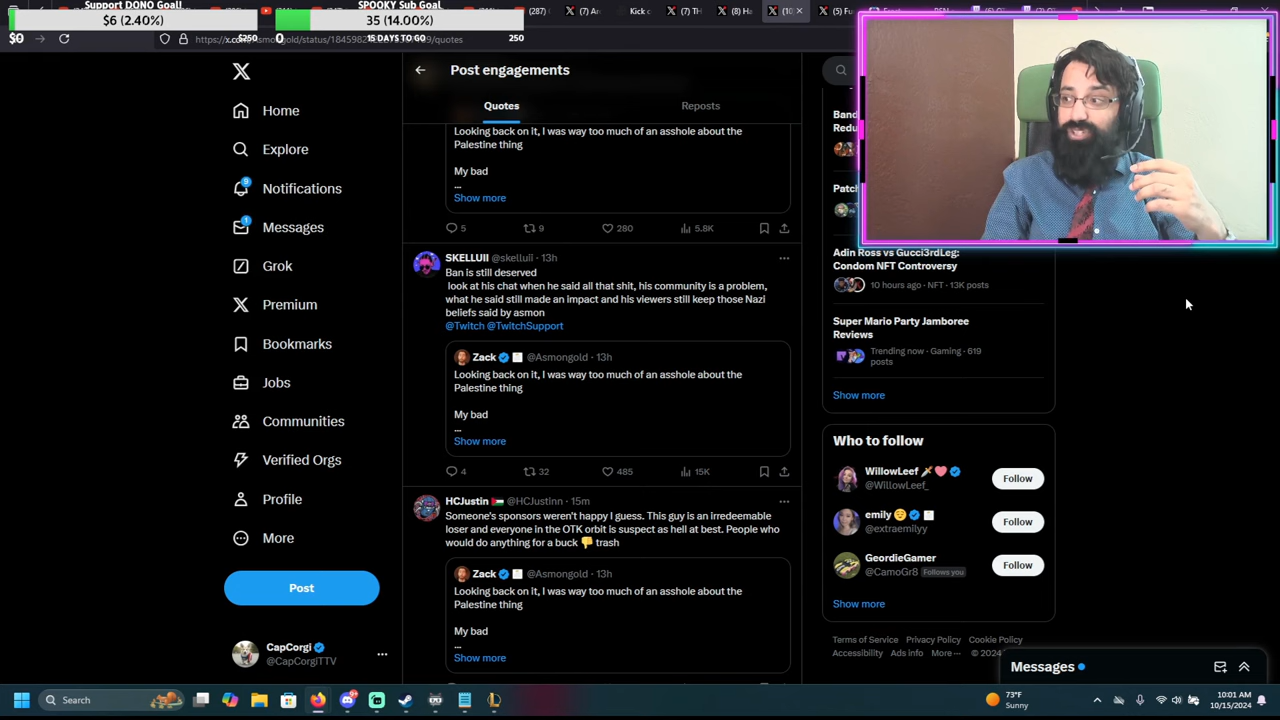 Support DONO Goal
$6 (2.40%)
$0
$250
SPOOKY Sub Goal
35 (14.00%)
0
15 DAYS TO GO
250
Home
Explore
9
Notifications
1
Messages
Grok
Premium
Bookmarks
Jobs
Communities
Verified Orgs
Profile
More
Post
CapCorgi
@CapCorgiTTV
Post engagements
Quotes
Reposts
Looking back on it, I was way too much of an asshole about the
Palestine thing
My bad
...
Show more
5
9
280
5.8K
SKELLUII @skelluii · 13h
Ban is still deserved
look at his chat when he said all that shit, his community is a problem,
what he said still made an impact and his viewers still keep those Nazi
beliefs said by asmon
@Twitch @TwitchSupport
Zack @Asmongold · 13h
Looking back on it, I was way too much of an asshole about the
Palestine thing
My bad
...
Show more
4
32
485
15K
HCJustin @HCJustinn · 15m
Someone's sponsors weren't happy I guess. This guy is an irredeemable
loser and everyone in the OTK orbit is suspect as hell at best. People who
would do anything for a buck 👎 trash
Zack @Asmongold · 13h
Looking back on it, I was way too much of an asshole about the
Palestine thing
My bad
...
Show more
Adin Ross vs Gucci3rdLeg:
Condom NFT Controversy
10 hours ago · NFT · 13K posts
Super Mario Party Jamboree
Reviews
Trending now · Gaming · 619
posts
Show more
Who to follow
WillowLeef
@WillowLeef_
Follow
emily
@extraemilyy
Follow
GeordieGamer
@CamoGr8 Follows you
Follow
Show more
Terms of Service Privacy Policy Cookie Policy
Accessibility Ads info More ··· © 2024
Messages
Search
73°F
Sunny
10:01 AM
10/15/2024